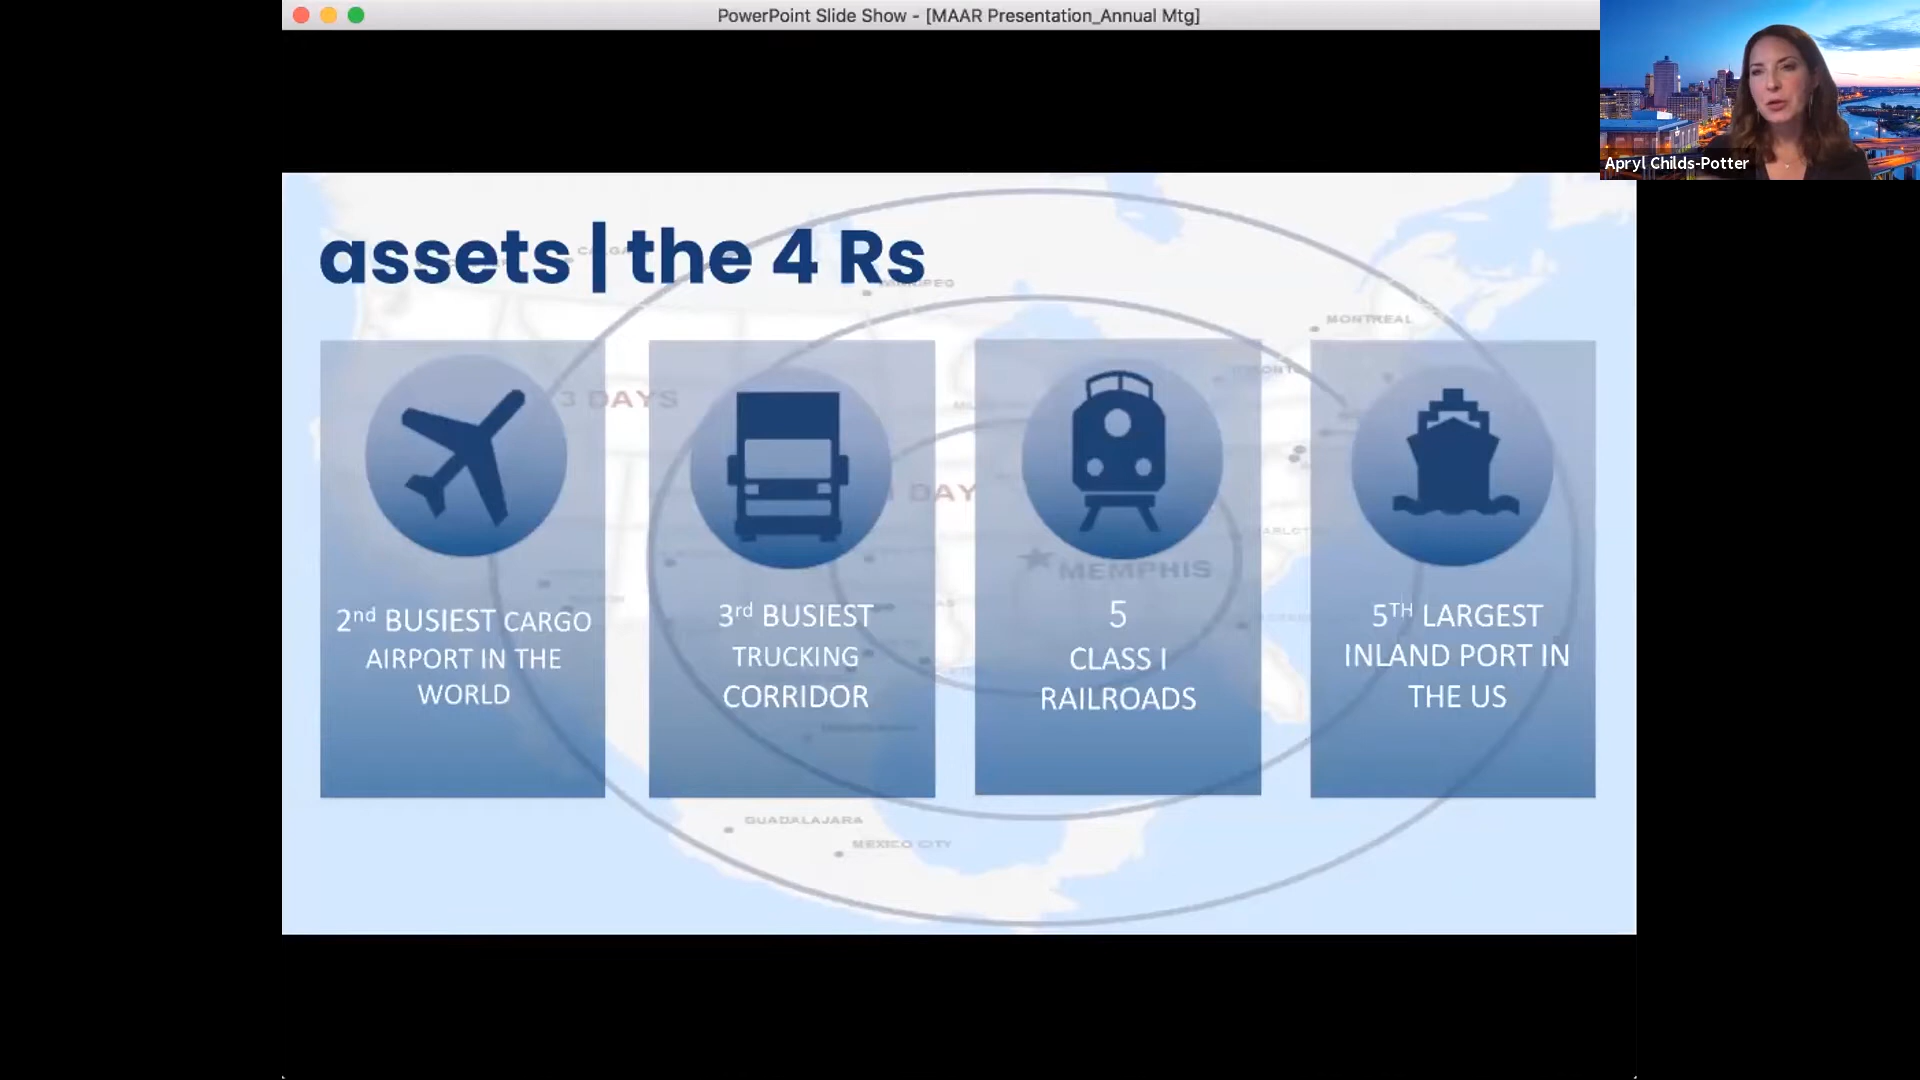 PowerPoint Slide Show - [MAAR Presentation_Annual Mtg]
Apryl Childs-Potter
assets | the 4 Rs
WINNIPEG
MONTREAL
3 DAYS
DAY
MEMPHIS
2nd BUSIEST CARGO
AIRPORT IN THE
WORLD
3rd BUSIEST
TRUCKING
CORRIDOR
5
CLASS I
RAILROADS
5TH LARGEST
INLAND PORT IN
THE US
GUADALAJARA
MEXICO CITY